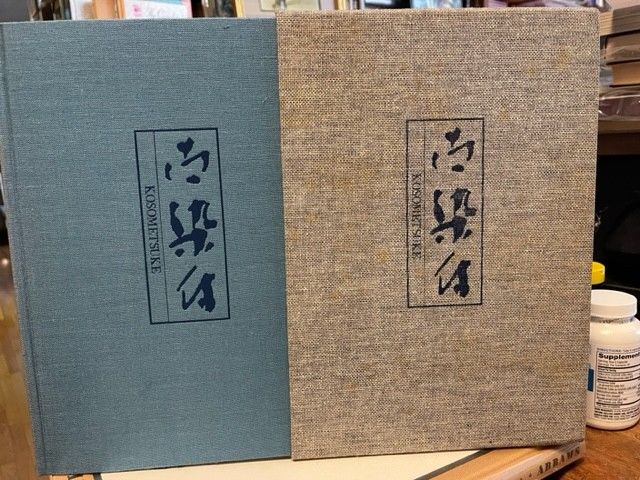 古染付
KOSOMETSUKE
古染付
KOSOMETSUKE
Supplement
ABRAMS